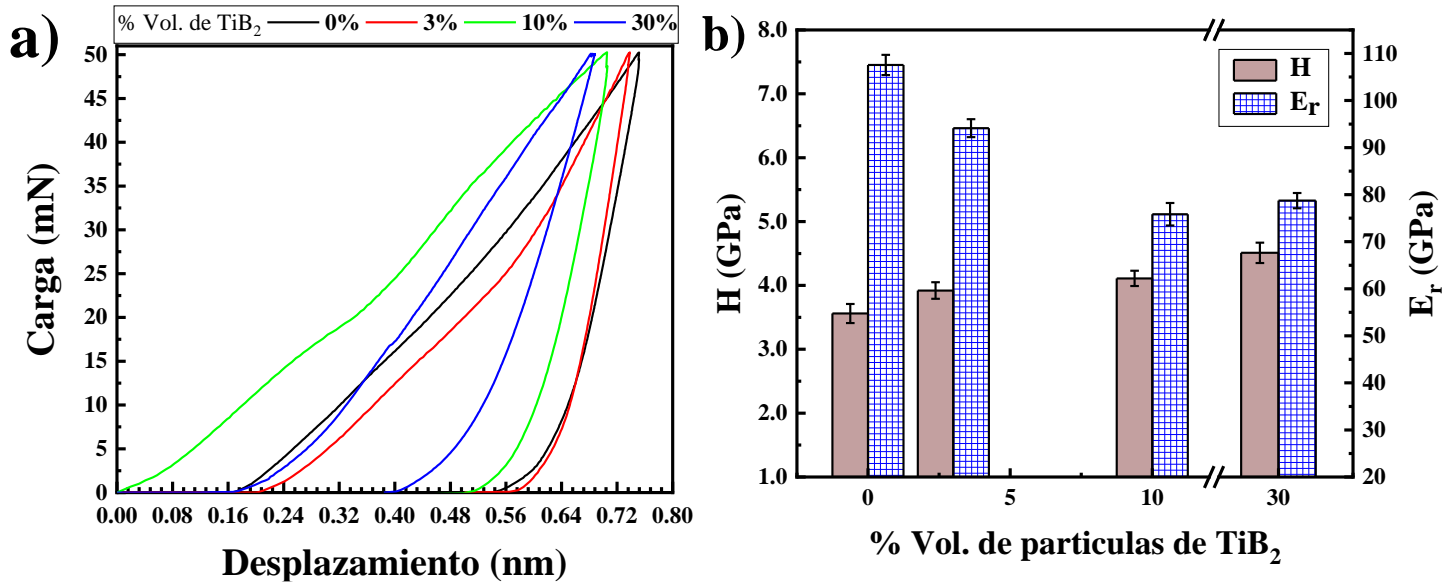 a)
% Vol. de TiB₂ 0% 3% 10% 30%
50
45
40
35
30
25
20
15
10
5
0
Carga (mN)
0.00 0.08 0.16 0.24 0.32 0.40 0.48 0.56 0.64 0.72 0.80
Desplazamiento (nm)
b)
8.0
7.0
6.0
5.0
4.0
3.0
2.0
1.0
H (GPa)
H
Eᵣ
110
100
90
80
70
60
50
40
30
20
Eᵣ (GPa)
0 5 10 30
% Vol. de particulas de TiB₂